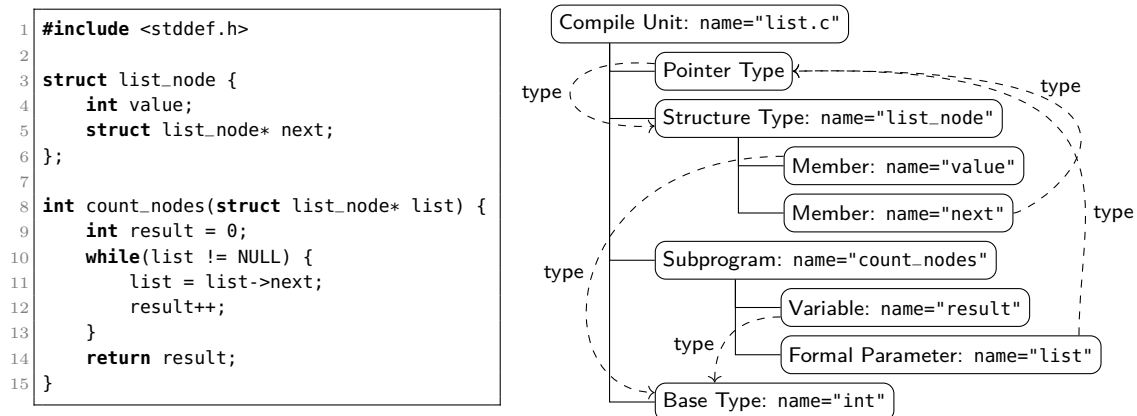 1 #include <stddef.h>
2
3 struct list_node {
4     int value;
5     struct list_node* next;
6 };
7
8 int count_nodes(struct list_node* list) {
9     int result = 0;
10     while(list != NULL) {
11         list = list->next;
12         result++;
13     }
14     return result;
15 }
Compile Unit: name="list.c"
Pointer Type
type
type
Structure Type: name="list_node"
Member: name="value"
Member: name="next"
type
Subprogram: name="count_nodes"
type
Variable: name="result"
type
Formal Parameter: name="list"
Base Type: name="int"